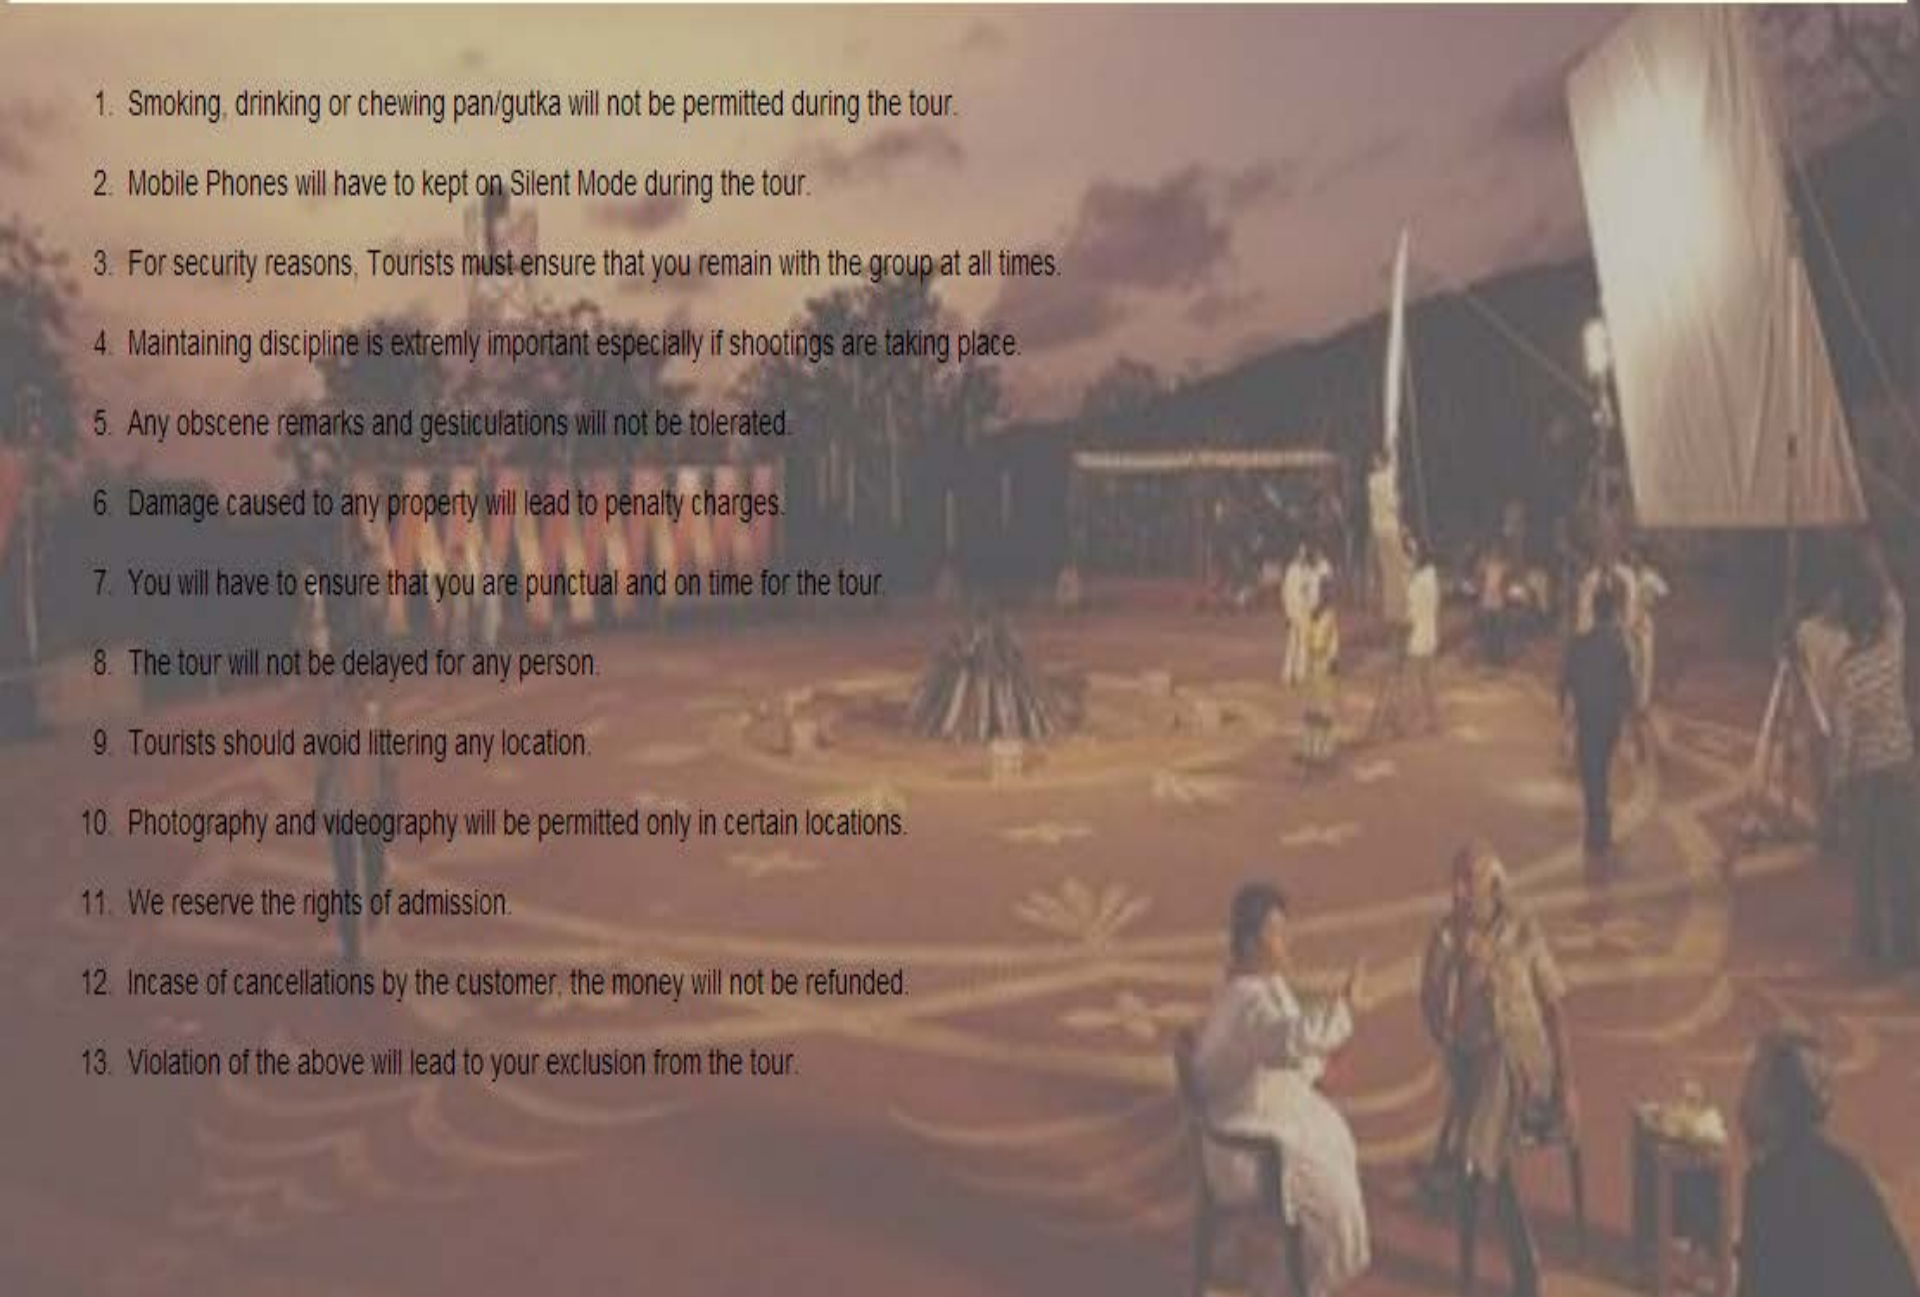 1. Smoking, drinking or chewing pan/gutka will not be permitted during the tour.
2. Mobile Phones will have to kept on Silent Mode during the tour.
3. For security reasons, Tourists must ensure that you remain with the group at all times.
4. Maintaining discipline is extremly important especially if shootings are taking place.
5. Any obscene remarks and gesticulations will not be tolerated.
6. Damage caused to any property will lead to penalty charges.
7. You will have to ensure that you are punctual and on time for the tour.
8. The tour will not be delayed for any person.
9. Tourists should avoid littering any location.
10. Photography and videography will be permitted only in certain locations.
11. We reserve the rights of admission.
12. Incase of cancellations by the customer, the money will not be refunded.
13. Violation of the above will lead to your exclusion from the tour.